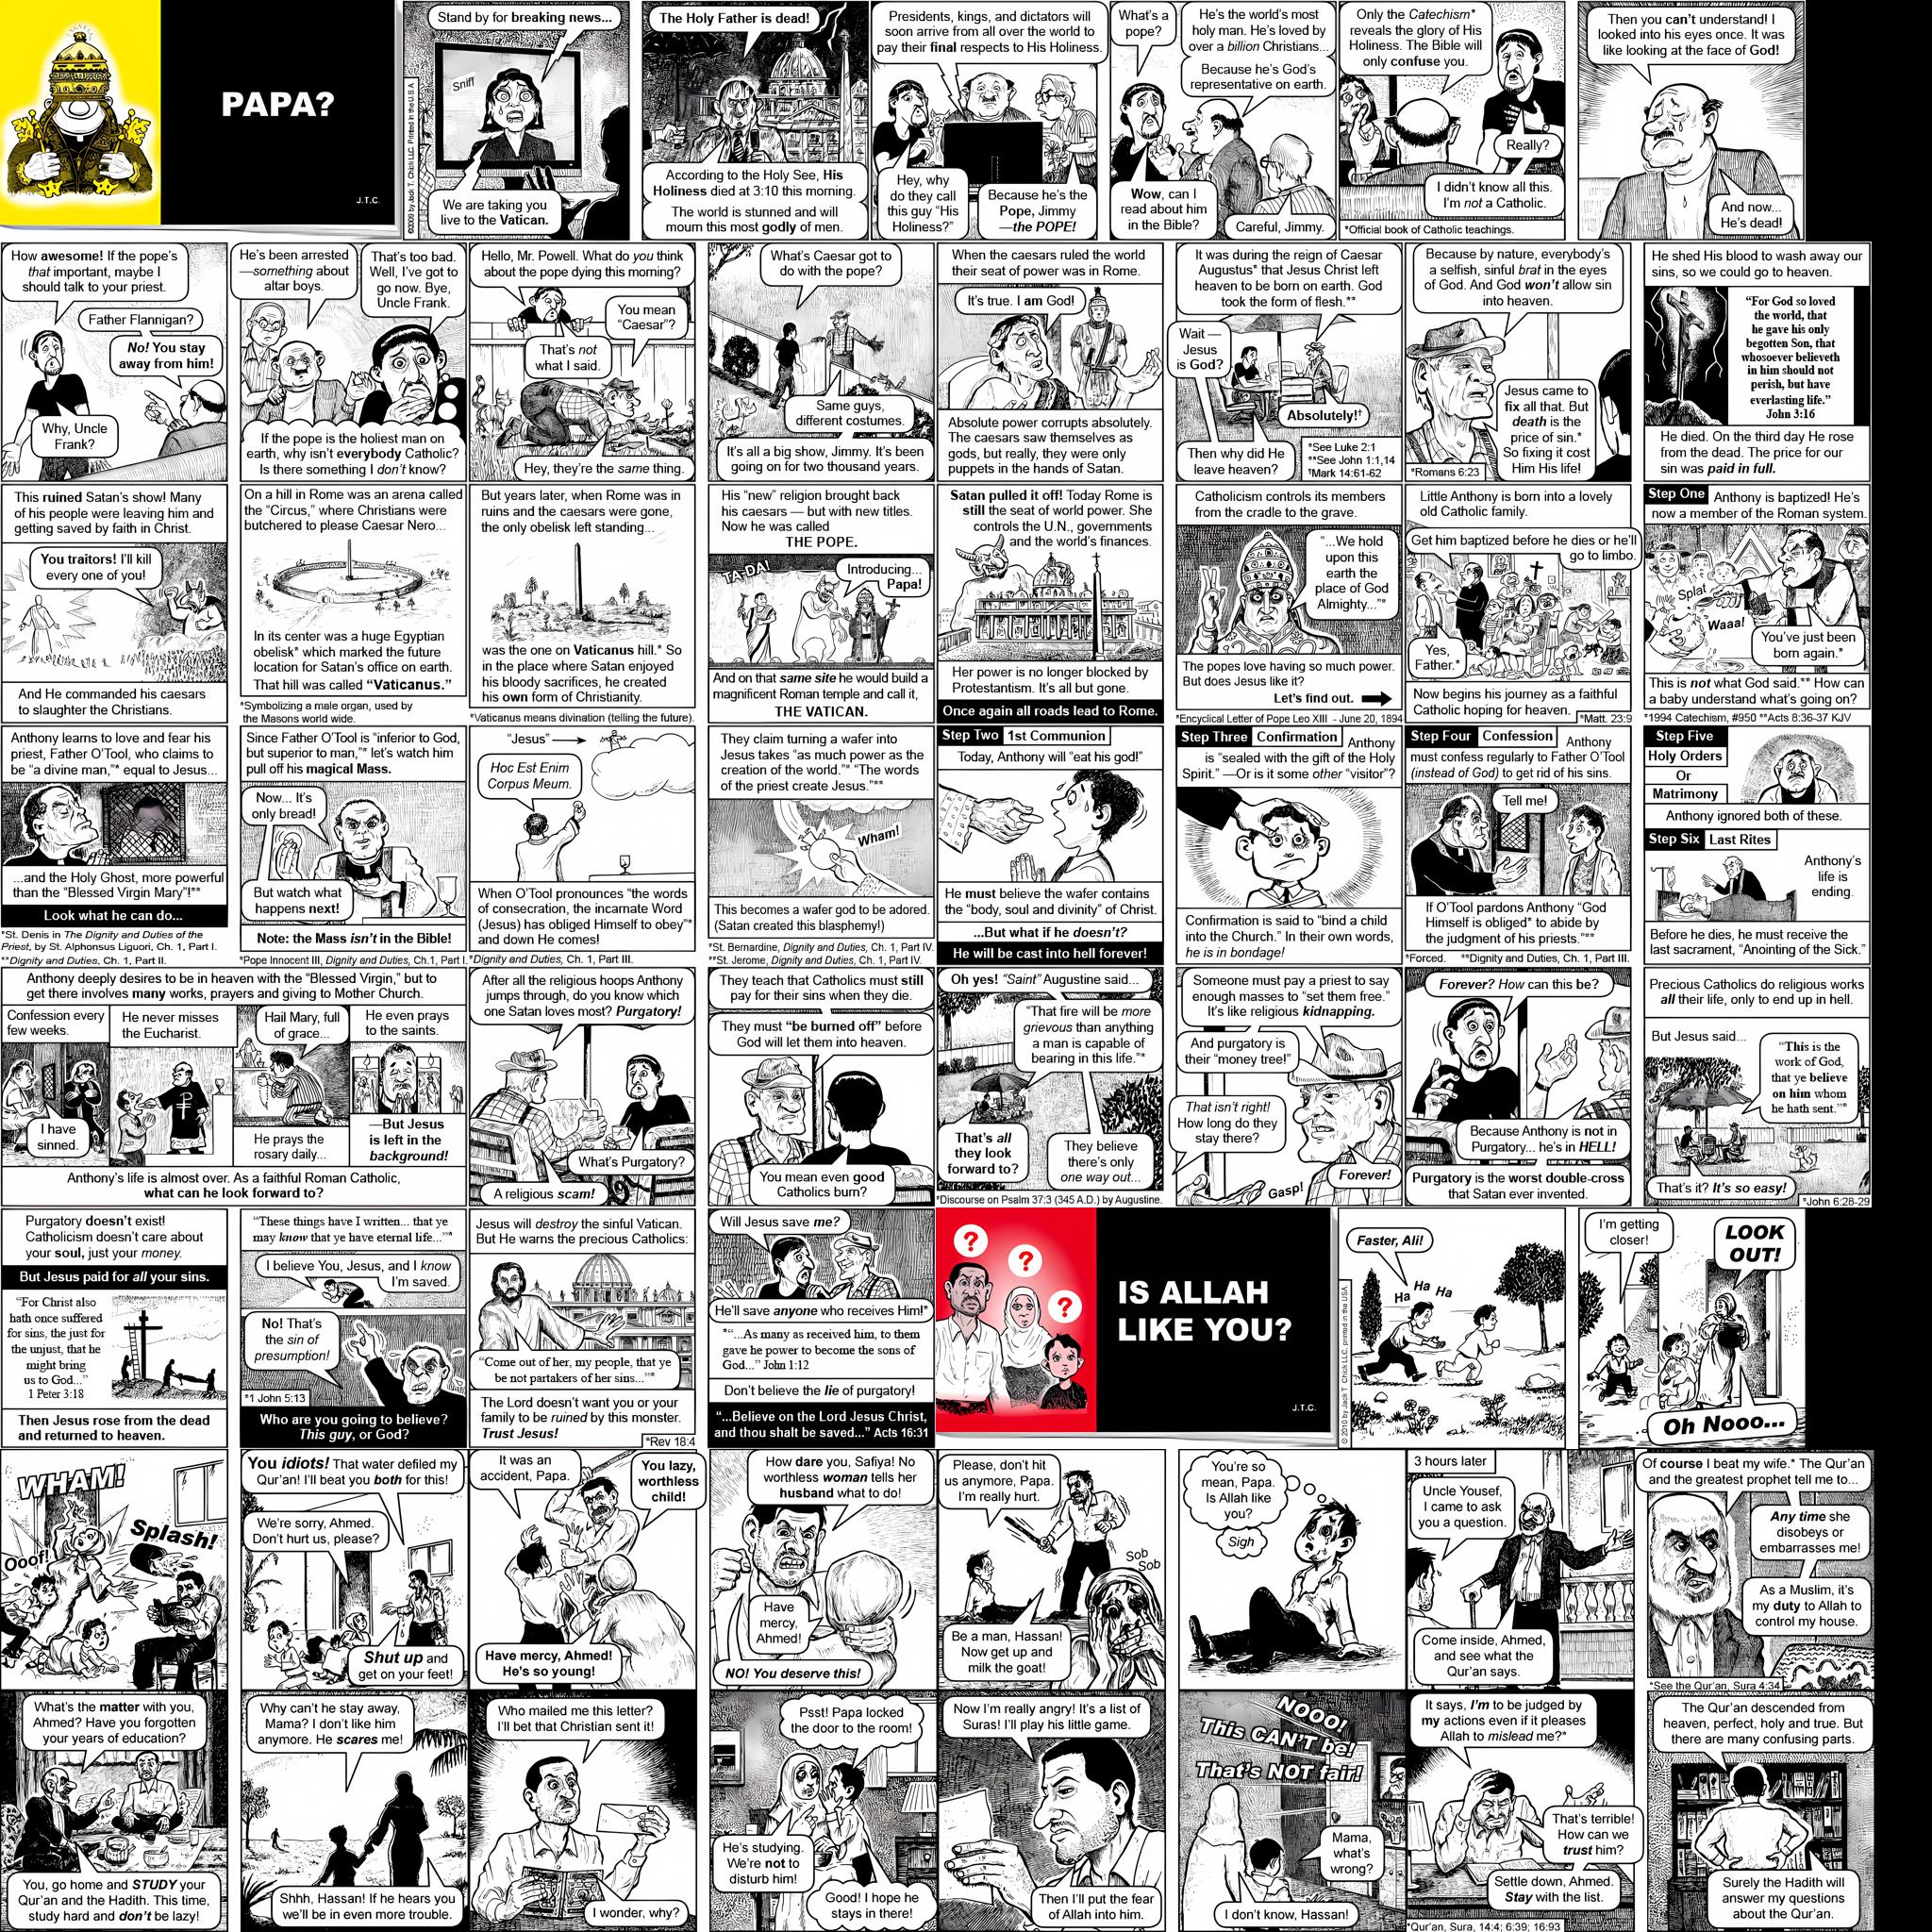 PAPA?
J.T.C.
©2009 by Jack T. Chick LLC. Printed in the U.S.A
Stand by for breaking news...
Sniff
We are taking you
live to the Vatican.
The Holy Father is dead!
According to the Holy See, His
Holiness died at 3:10 this morning.
The world is stunned and will
mourn this most godly of men.
Presidents, kings, and dictators will
soon arrive from all over the world to
pay their final respects to His Holiness.
Hey, why
do they call
this guy "His
Holiness?"
Because he's the
Pope, Jimmy
—the POPE!
What's a
pope?
He's the world's most
holy man. He's loved by
over a billion Christians...
Because he's God's
representative on earth.
Wow, can I
read about him
in the Bible?
Careful, Jimmy.
Only the Catechism*
reveals the glory of His
Holiness. The Bible will
only confuse you.
Really?
I didn't know all this.
I'm not a Catholic.
*Official book of Catholic teachings.
Then you can't understand! I
looked into his eyes once. It was
like looking at the face of God!
And now...
He's dead!
How awesome! If the pope's
that important, maybe I
should talk to your priest.
Father Flannigan?
No! You stay
away from him!
Why, Uncle
Frank?
He's been arrested
—something about
altar boys.
That's too bad.
Well, I've got to
go now. Bye,
Uncle Frank.
If the pope is the holiest man on
earth, why isn't everybody Catholic?
Is there something I don't know?
Hello, Mr. Powell. What do you think
about the pope dying this morning?
You mean
"Caesar"?
That's not
what I said.
Hey, they're the same thing.
What's Caesar got to
do with the pope?
Same guys,
different costumes.
It's all a big show, Jimmy. It's been
going on for two thousand years.
When the caesars ruled the world
their seat of power was in Rome.
It's true. I am God!
Absolute power corrupts absolutely.
The caesars saw themselves as
gods, but really, they were only
puppets in the hands of Satan.
It was during the reign of Caesar
Augustus* that Jesus Christ left
heaven to be born on earth. God
took the form of flesh.**
Wait —
Jesus
is God?
Absolutely!†
Then why did He
leave heaven?
*See Luke 2:1
**See John 1:1,14
†Mark 14:61-62
Because by nature, everybody's
a selfish, sinful brat in the eyes
of God. And God won't allow sin
into heaven.
Jesus came to
fix all that. But
death is the
price of sin.*
So fixing it cost
Him His life!
*Romans 6:23
He shed His blood to wash away our
sins, so we could go to heaven.
"For God so loved
the world, that
he gave his only
begotten Son, that
whosoever believeth
in him should not
perish, but have
everlasting life."
John 3:16
He died. On the third day He rose
from the dead. The price for our
sin was paid in full.
This ruined Satan's show! Many
of his people were leaving him and
getting saved by faith in Christ.
You traitors! I'll kill
every one of you!
And He commanded his caesars
to slaughter the Christians.
On a hill in Rome was an arena called
the "Circus," where Christians were
butchered to please Caesar Nero...
In its center was a huge Egyptian
obelisk* which marked the future
location for Satan's office on earth.
That hill was called "Vaticanus."
*Symbolizing a male organ, used by
the Masons world wide.
But years later, when Rome was in
ruins and the caesars were gone,
the only obelisk left standing...
was the one on Vaticanus hill.* So
in the place where Satan enjoyed
his bloody sacrifices, he created
his own form of Christianity.
*Vaticanus means divination (telling the future).
His "new" religion brought back
his caesars — but with new titles.
Now he was called
THE POPE.
TA-DA!
Introducing...
Papa!
And on that same site he would build a
magnificent Roman temple and call it,
THE VATICAN.
Satan pulled it off! Today Rome is
still the seat of world power. She
controls the U.N., governments
and the world's finances.
Her power is no longer blocked by
Protestantism. It's all but gone.
Once again all roads lead to Rome.
Catholicism controls its members
from the cradle to the grave.
"...We hold
upon this
earth the
place of God
Almighty..."*
The popes love having so much power.
But does Jesus like it?
Let's find out.
*Encyclical Letter of Pope Leo XIII - June 20, 1894
Little Anthony is born into a lovely
old Catholic family.
Get him baptized before he dies or he'll
go to limbo.
Yes,
Father.*
Now begins his journey as a faithful
Catholic hoping for heaven.
*Matt. 23:9
Step One Anthony is baptized! He's
now a member of the Roman system.
Splat
Waaa!
You've just been
born again.*
This is not what God said.** How can
a baby understand what's going on?
*1994 Catechism, #950 **Acts 8:36-37 KJV
Anthony learns to love and fear his
priest, Father O'Tool, who claims to
be "a divine man,"* equal to Jesus...
...and the Holy Ghost, more powerful
than the "Blessed Virgin Mary"!**
Look what he can do...
*St. Denis in The Dignity and Duties of the
Priest, by St. Alphonsus Liguori, Ch. 1, Part I.
**Dignity and Duties, Ch. 1, Part II.
Since Father O'Tool is "inferior to God,
but superior to man,"* let's watch him
pull off his magical Mass.
Now... It's
only bread!
But watch what
happens next!
Note: the Mass isn't in the Bible!
*Pope Innocent III, Dignity and Duties, Ch.1, Part I.
"Jesus"
Hoc Est Enim
Corpus Meum.
When O'Tool pronounces "the words
of consecration, the incarnate Word
(Jesus) has obliged Himself to obey"*
and down He comes!
*Dignity and Duties, Ch. 1, Part III.
They claim turning a wafer into
Jesus takes "as much power as the
creation of the world."* "The words
of the priest create Jesus."**
Wham!
This becomes a wafer god to be adored.
(Satan created this blasphemy!)
*St. Bernardine, Dignity and Duties, Ch. 1, Part IV.
**St. Jerome, Dignity and Duties, Ch. 1, Part IV.
Step Two 1st Communion
Today, Anthony will "eat his god!"
He must believe the wafer contains
the "body, soul and divinity" of Christ.
...But what if he doesn't?
He will be cast into hell forever!
Step Three Confirmation Anthony
is "sealed with the gift of the Holy
Spirit." —Or is it some other "visitor"?
Confirmation is said to "bind a child
into the Church." In their own words,
he is in bondage!
Step Four Confession Anthony
must confess regularly to Father O'Tool
(instead of God) to get rid of his sins.
Tell me!
If O'Tool pardons Anthony "God
Himself is obliged* to abide by
the judgment of his priests."**
*Forced. **Dignity and Duties, Ch. 1, Part III.
Step Five
Holy Orders
Or
Matrimony
Anthony ignored both of these.
Step Six Last Rites
Anthony's
life is
ending.
Before he dies, he must receive the
last sacrament, "Anointing of the Sick."
Anthony deeply desires to be in heaven with the "Blessed Virgin," but to
get there involves many works, prayers and giving to Mother Church.
Confession every
few weeks.
I have
sinned.
He never misses
the Eucharist.
Hail Mary, full
of grace...
He prays the
rosary daily...
He even prays
to the saints.
—But Jesus
is left in the
background!
Anthony's life is almost over. As a faithful Roman Catholic,
what can he look forward to?
After all the religious hoops Anthony
jumps through, do you know which
one Satan loves most? Purgatory!
What's Purgatory?
A religious scam!
They teach that Catholics must still
pay for their sins when they die.
They must "be burned off" before
God will let them into heaven.
You mean even good
Catholics burn?
Oh yes! "Saint" Augustine said...
"That fire will be more
grievous than anything
a man is capable of
bearing in this life."*
That's all
they look
forward to?
They believe
there's only
one way out...
*Discourse on Psalm 37:3 (345 A.D.) by Augustine.
Someone must pay a priest to say
enough masses to "set them free."
It's like religious kidnapping.
And purgatory is
their "money tree!"
That isn't right!
How long do they
stay there?
Gasp!
Forever!
Forever? How can this be?
Because Anthony is not in
Purgatory... he's in HELL!
Purgatory is the worst double-cross
that Satan ever invented.
Precious Catholics do religious works
all their life, only to end up in hell.
But Jesus said...
"This is the
work of God,
that ye believe
on him whom
he hath sent."*
That's it? It's so easy!
*John 6:28-29
Purgatory doesn't exist!
Catholicism doesn't care about
your soul, just your money.
But Jesus paid for all your sins.
"For Christ also
hath once suffered
for sins, the just for
the unjust, that he
might bring
us to God..."
1 Peter 3:18
Then Jesus rose from the dead
and returned to heaven.
"These things have I written... that ye
may know that ye have eternal life..."*
I believe You, Jesus, and I know
I'm saved.
No! That's
the sin of
presumption!
*1 John 5:13
Who are you going to believe?
This guy, or God?
Jesus will destroy the sinful Vatican.
But He warns the precious Catholics:
"Come out of her, my people, that ye
be not partakers of her sins..."*
The Lord doesn't want you or your
family to be ruined by this monster.
Trust Jesus!
*Rev 18:4
Will Jesus save me?
He'll save anyone who receives Him!*
*"...As many as received him, to them
gave he power to become the sons of
God..." John 1:12
Don't believe the lie of purgatory!
"...Believe on the Lord Jesus Christ,
and thou shalt be saved..." Acts 16:31
? ? ?
IS ALLAH
LIKE YOU?
J.T.C.
© 2010 by Jack T. Chick LLC. Printed in the USA
Faster, Ali!
Ha Ha Ha
I'm getting
closer!
LOOK
OUT!
Oh Nooo...
WHAM!
Splash!
Ooof!
You idiots! That water defiled my
Qur'an! I'll beat you both for this!
We're sorry, Ahmed.
Don't hurt us, please?
Shut up and
get on your feet!
It was an
accident, Papa.
You lazy,
worthless
child!
Have mercy, Ahmed!
He's so young!
How dare you, Safiya! No
worthless woman tells her
husband what to do!
Have
mercy,
Ahmed!
NO! You deserve this!
Please, don't hit
us anymore, Papa.
I'm really hurt.
Sob
Sob
Be a man, Hassan!
Now get up and
milk the goat!
You're so
mean, Papa.
Is Allah like
you?
Sigh
3 hours later
Uncle Yousef,
I came to ask
you a question.
Come inside, Ahmed,
and see what the
Qur'an says.
Of course I beat my wife.* The Qur'an
and the greatest prophet tell me to...
Any time she
disobeys or
embarrasses me!
As a Muslim, it's
my duty to Allah to
control my house.
*See the Qur'an, Sura 4:34
What's the matter with you,
Ahmed? Have you forgotten
your years of education?
You, go home and STUDY your
Qur'an and the Hadith. This time,
study hard and don't be lazy!
Why can't he stay away,
Mama? I don't like him
anymore. He scares me!
Shhh, Hassan! If he hears you
we'll be in even more trouble.
Who mailed me this letter?
I'll bet that Christian sent it!
I wonder, why?
Psst! Papa locked
the door to the room!
He's studying.
We're not to
disturb him!
Good! I hope he
stays in there!
Now I'm really angry! It's a list of
Suras! I'll play his little game.
Then I'll put the fear
of Allah into him.
NOOO!
This CAN'T be!
That's NOT fair!
Mama,
what's
wrong?
I don't know, Hassan!
It says, I'm to be judged by
my actions even if it pleases
Allah to mislead me?*
That's terrible!
How can we
trust him?
Settle down, Ahmed.
Stay with the list.
*Qur'an, Sura, 14:4; 6:39; 16:93
The Qur'an descended from
heaven, perfect, holy and true. But
there are many confusing parts.
Surely the Hadith will
answer my questions
about the Qur'an.